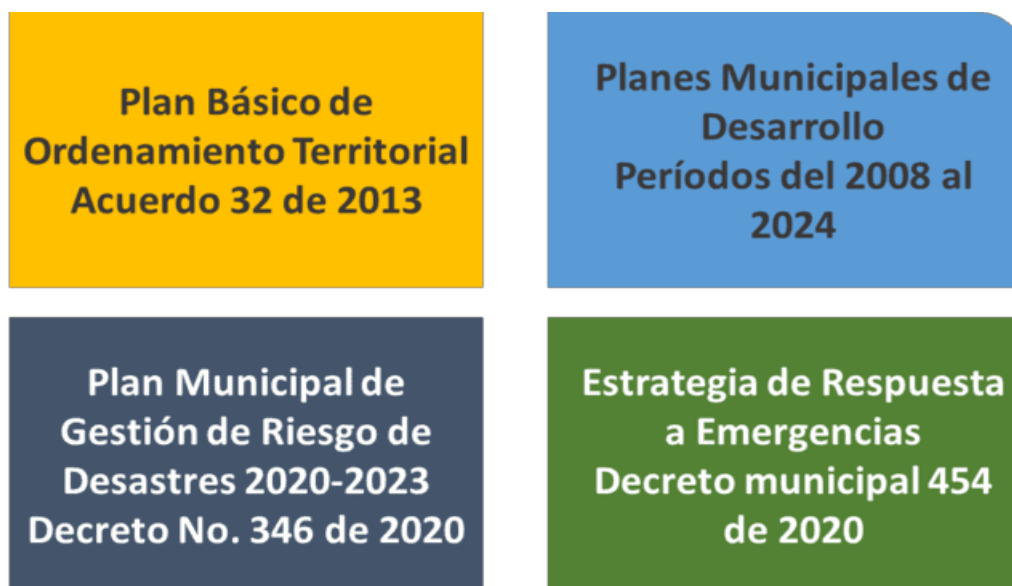 Plan Básico de
Ordenamiento Territorial
Acuerdo 32 de 2013
Planes Municipales de
Desarrollo
Períodos del 2008 al
2024
Plan Municipal de
Gestión de Riesgo de
Desastres 2020-2023
Decreto No. 346 de 2020
Estrategia de Respuesta
a Emergencias
Decreto municipal 454
de 2020